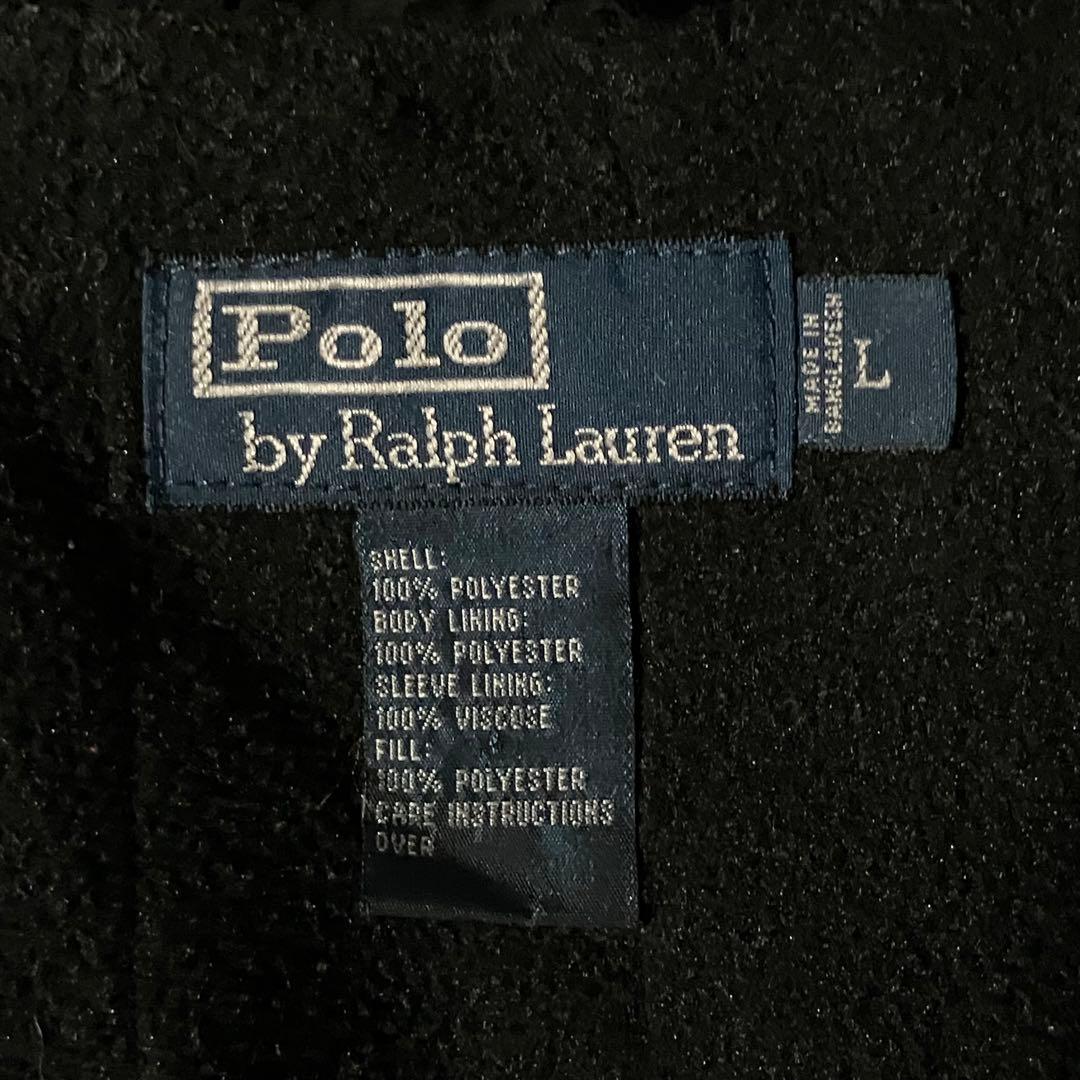 Polo
by Ralph Lauren
MADE IN
BANGLADESH
L
SHELL:
100% POLYESTER
BODY LINING:
100% POLYESTER
SLEEVE LINING:
100% VISCOSE
FILL:
100% POLYESTER
CARE INSTRUCTIONS
OVER